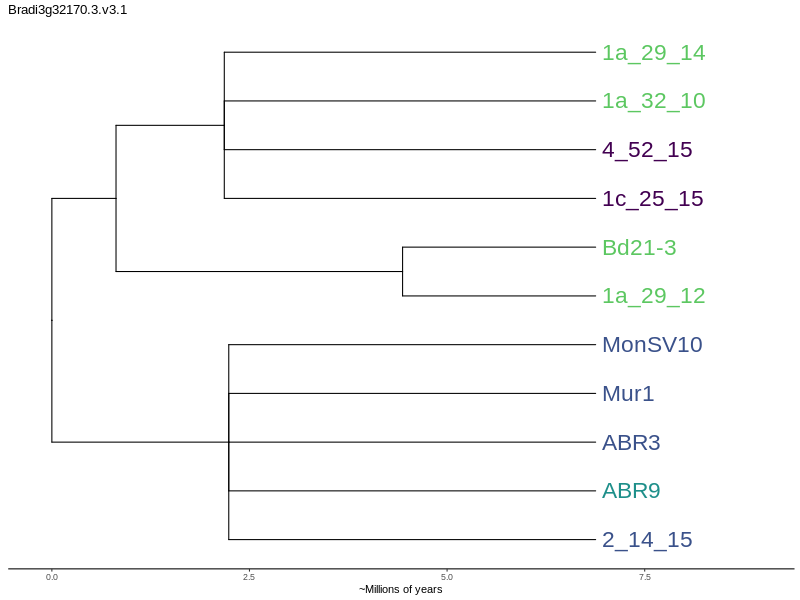 Bradi3g32170.3.v3.1
1a_29_14
1a_32_10
4_52_15
1c_25_15
Bd21-3
1a_29_12
MonSV10
Mur1
ABR3
ABR9
2_14_15
0.0 2.5 5.0 7.5
~Millions of years